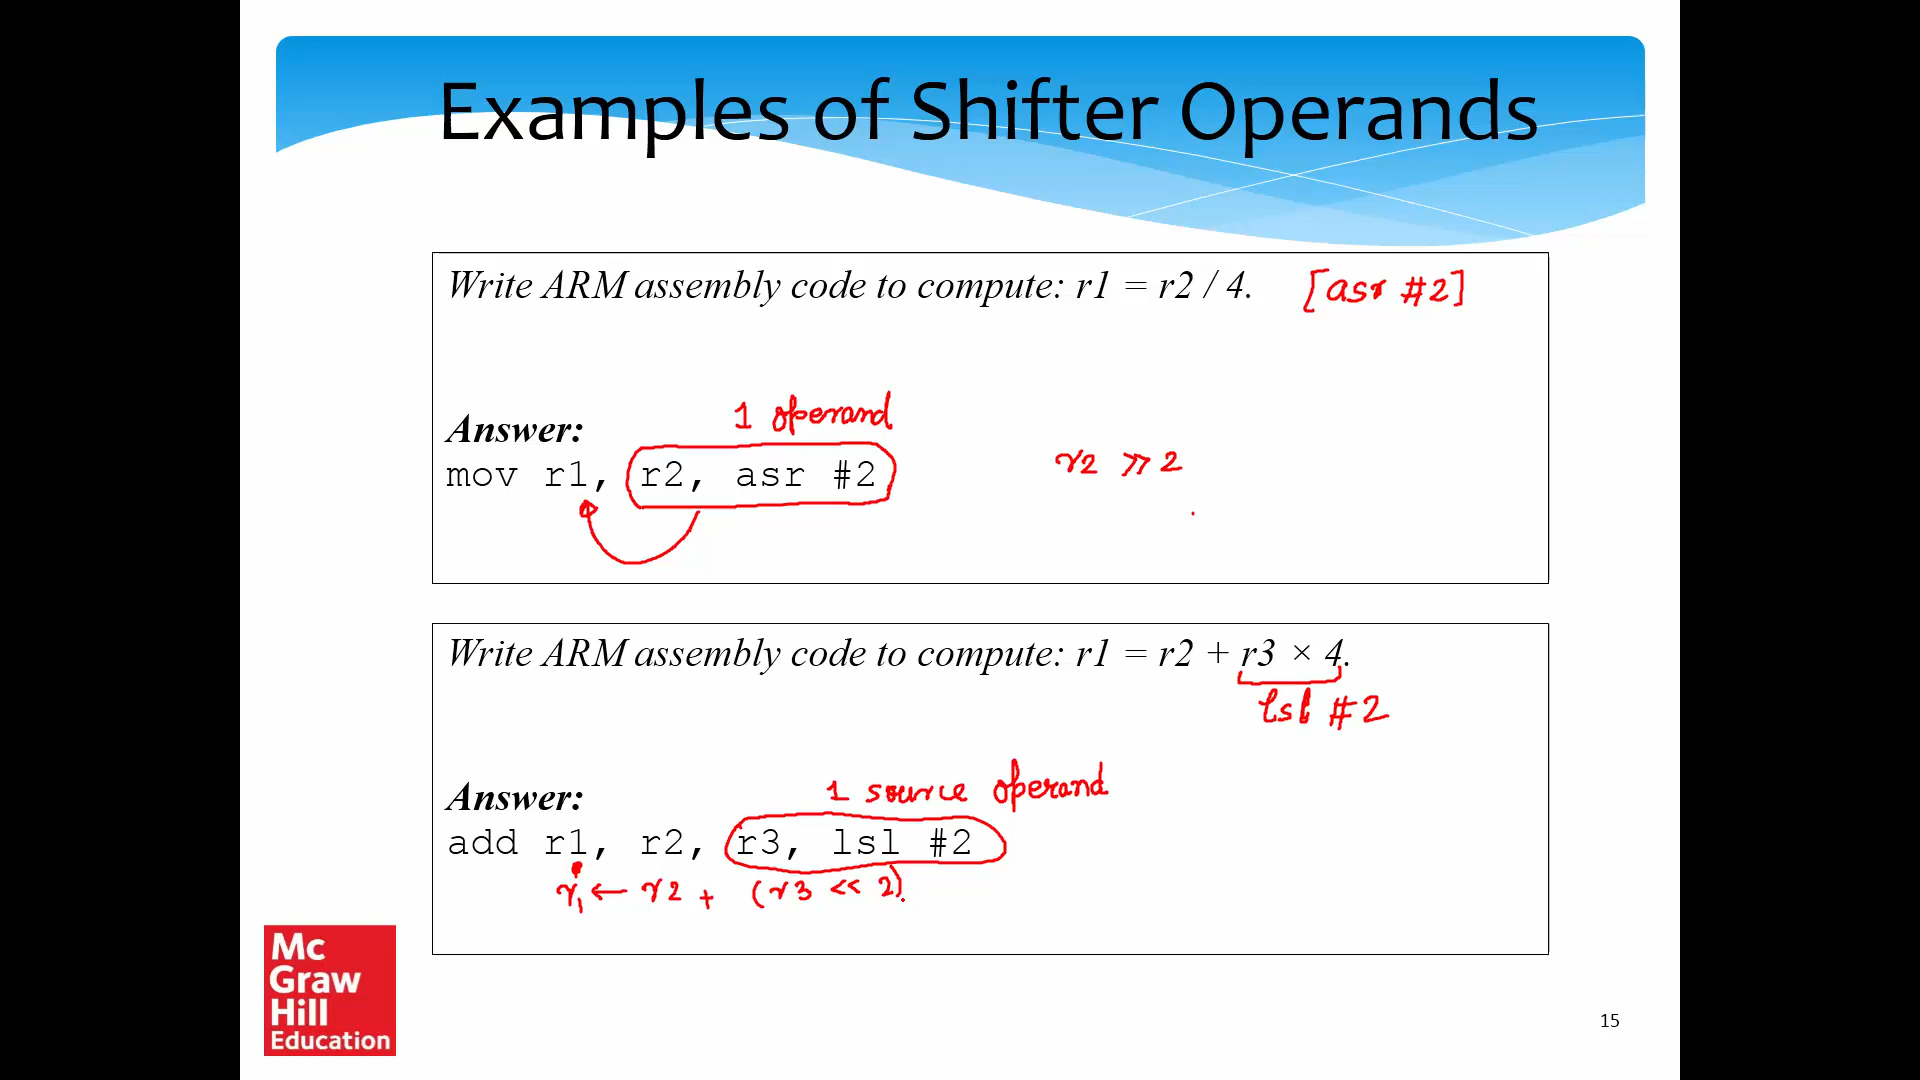 Examples of Shifter Operands
Write ARM assembly code to compute: r1 = r2 / 4. [asr #2]
1 operand
Answer:
mov r1, r2, asr #2
r2 >> 2
Write ARM assembly code to compute: r1 = r2 + r3 × 4.
lsl #2
1 source operand
Answer:
add r1, r2, r3, lsl #2
r1 ← r2 + (r3 << 2)
Mc
Graw
Hill
Education
15